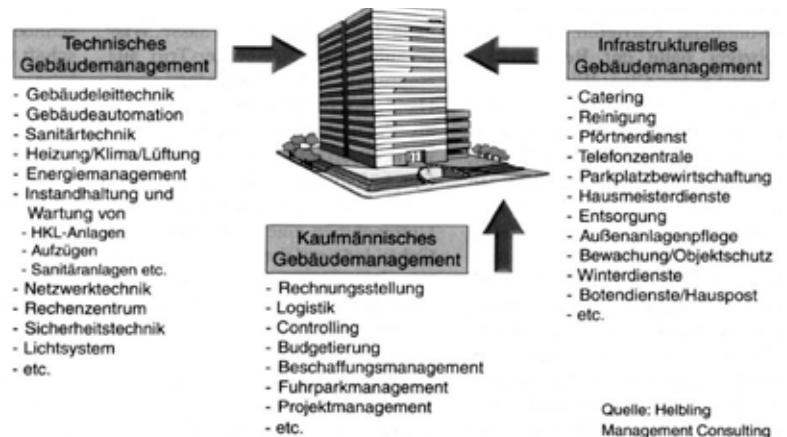 Technisches
Gebäudemanagement
- Gebäudeleittechnik
- Gebäudeautomation
- Sanitärtechnik
- Heizung/Klima/Lüftung
- Energiemanagement
- Instandhaltung und
Wartung von
- HKL-Anlagen
- Aufzügen
- Sanitäranlagen etc.
- Netzwerktechnik
- Rechenzentrum
- Sicherheitstechnik
- Lichtsystem
- etc.
Kaufmännisches
Gebäudemanagement
- Rechnungsstellung
- Logistik
- Controlling
- Budgetierung
- Beschaffungsmanagement
- Fuhrparkmanagement
- Projektmanagement
- etc.
Infrastrukturelles
Gebäudemanagement
- Catering
- Reinigung
- Pförtnerdienst
- Telefonzentrale
- Parkplatzbewirtschaftung
- Hausmeisterdienste
- Entsorgung
- Außenanlagenpflege
- Bewachung/Objektschutz
- Winterdienste
- Botendienste/Hauspost
- etc.
Quelle: Helbling
Management Consulting